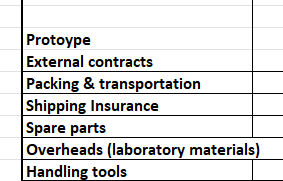 Protoype
External contracts
Packing & transportation
Shipping Insurance
Spare parts
Overheads (laboratory materials)
Handling tools